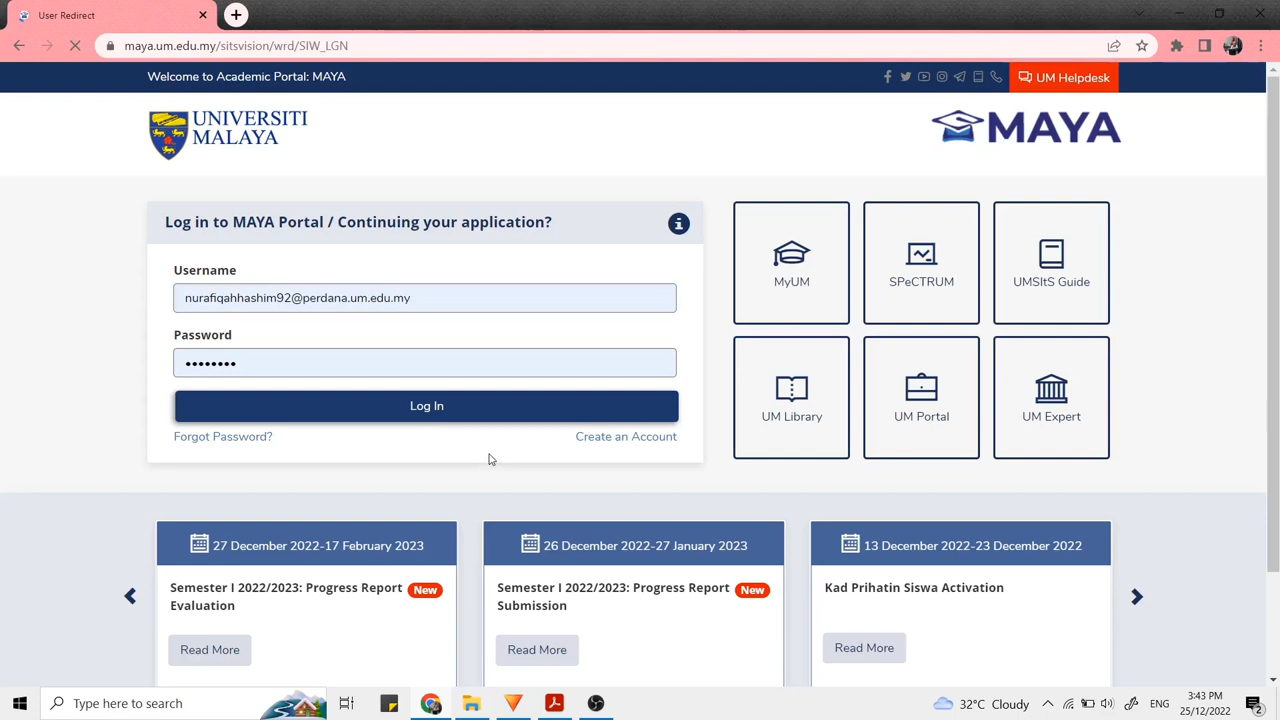 User Redirect
maya.um.edu.my/sitsvision/wrd/SIW_LGN
Welcome to Academic Portal: MAYA
UM Helpdesk
UNIVERSITI
MALAYA
MAYA
Log in to MAYA Portal / Continuing your application?
Username
nurafiqahhashim92@perdana.um.edu.my
Password
••••••••
Log In
Forgot Password?
Create an Account
MyUM
SPeCTRUM
UMSItS Guide
UM Library
UM Portal
UM Expert
27 December 2022-17 February 2023
Semester I 2022/2023: Progress Report
Evaluation
New
Read More
26 December 2022-27 January 2023
Semester I 2022/2023: Progress Report
Submission
New
Read More
13 December 2022-23 December 2022
Kad Prihatin Siswa Activation
Read More
Type here to search
32°C Cloudy
ENG
3:43 PM
25/12/2022
2